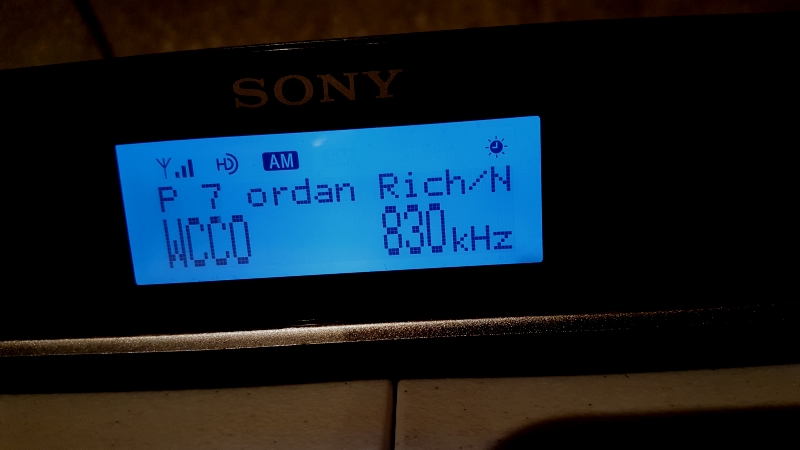 SONY
HD AM
P 7 ordan Rich/N
WCCO 830kHz